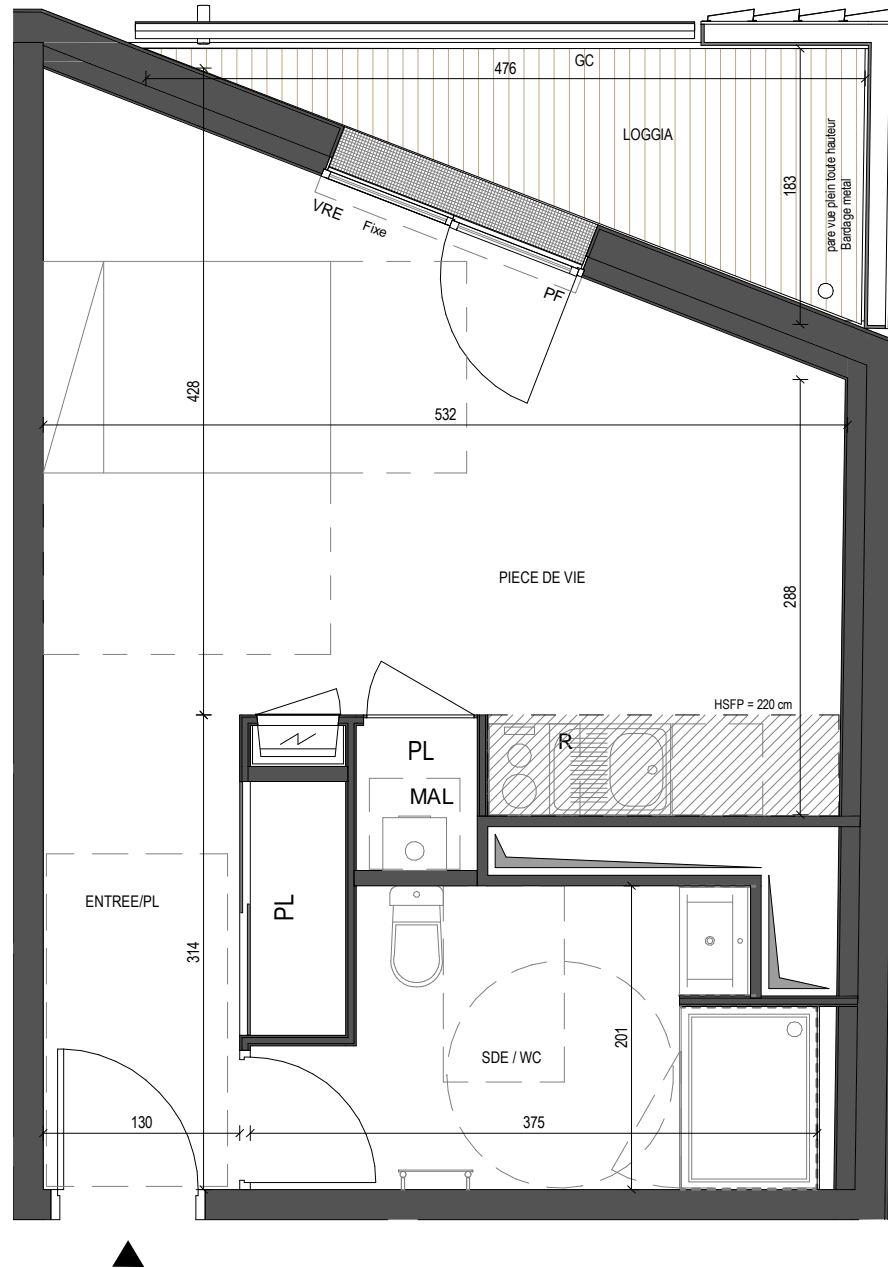 GC
476
LOGGIA
183
pare vue plein toute hauteur
Bardage metal
VRE
Fixe
PF
428
532
PIECE DE VIE
288
HSFP = 220 cm
R
PL
MAL
ENTREE/PL
PL
314
201
SDE / WC
130
375